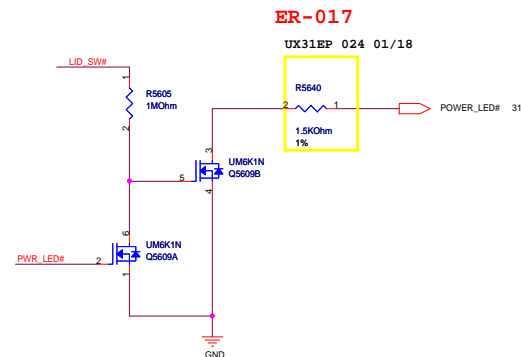 ER-017
UX31EP 024 01/18
LID_SW#
1
R5605
1MOhm
2
R5640
2
1
1.5KOhm
1%
POWER_LED# 31
3
UM6K1N
Q5609B
5
4
6
UM6K1N
Q5609A
PWR_LED#
2
1
GND